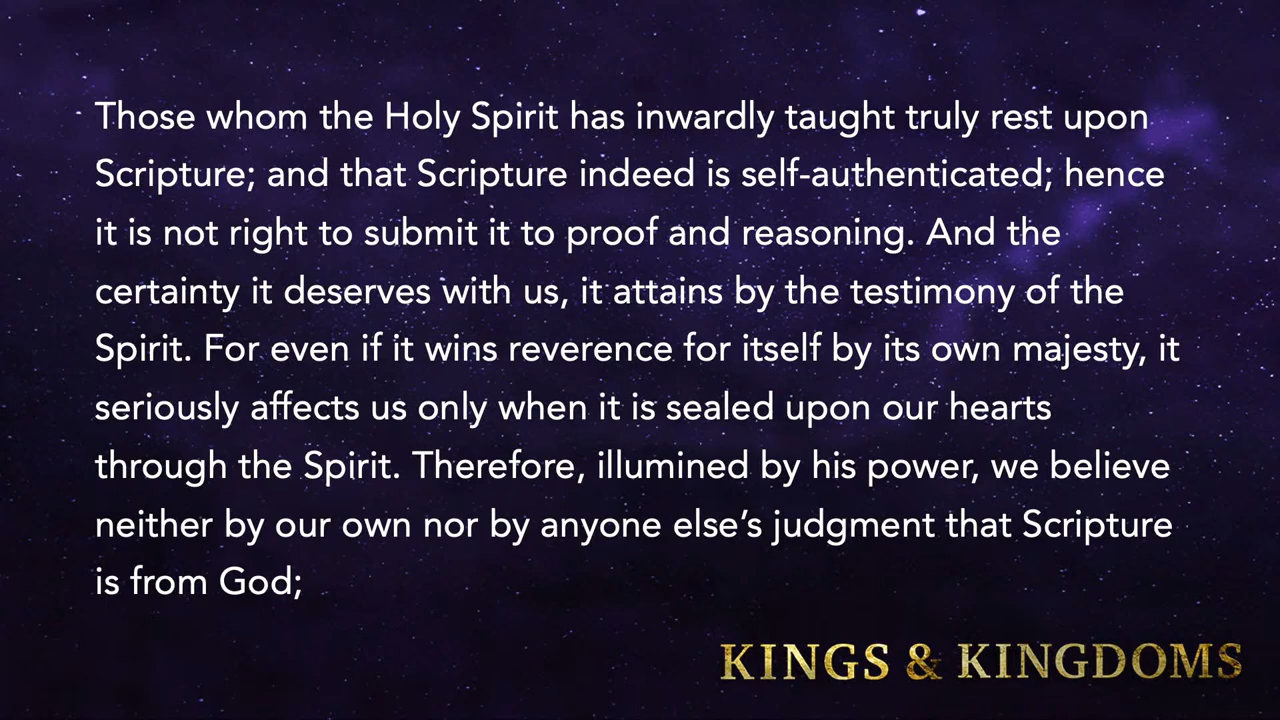 Those whom the Holy Spirit has inwardly taught truly rest upon
Scripture; and that Scripture indeed is self-authenticated; hence
it is not right to submit it to proof and reasoning. And the
certainty it deserves with us, it attains by the testimony of the
Spirit. For even if it wins reverence for itself by its own majesty, it
seriously affects us only when it is sealed upon our hearts
through the Spirit. Therefore, illumined by his power, we believe
neither by our own nor by anyone else’s judgment that Scripture
is from God;
KINGS & KINGDOMS